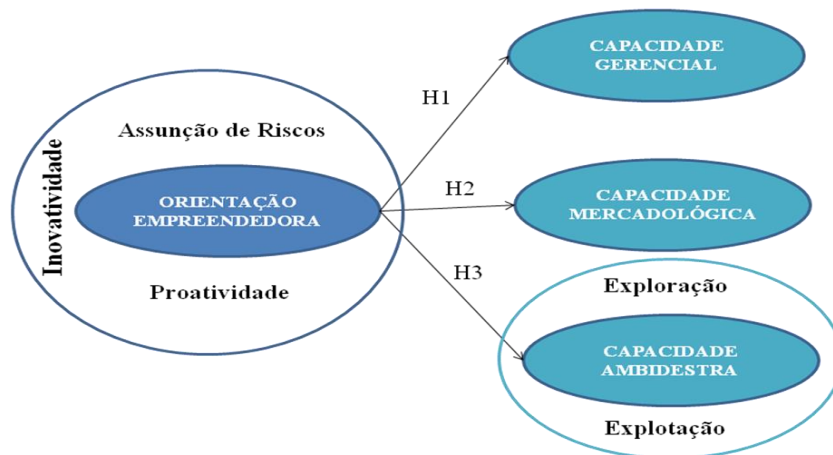 Inovatividade
Assunção de Riscos
ORIENTAÇÃO
EMPREENDEDORA
Proatividade
H1
H2
H3
CAPACIDADE
GERENCIAL
CAPACIDADE
MERCADOLÓGICA
Exploração
CAPACIDADE
AMBIDESTRA
Explotação